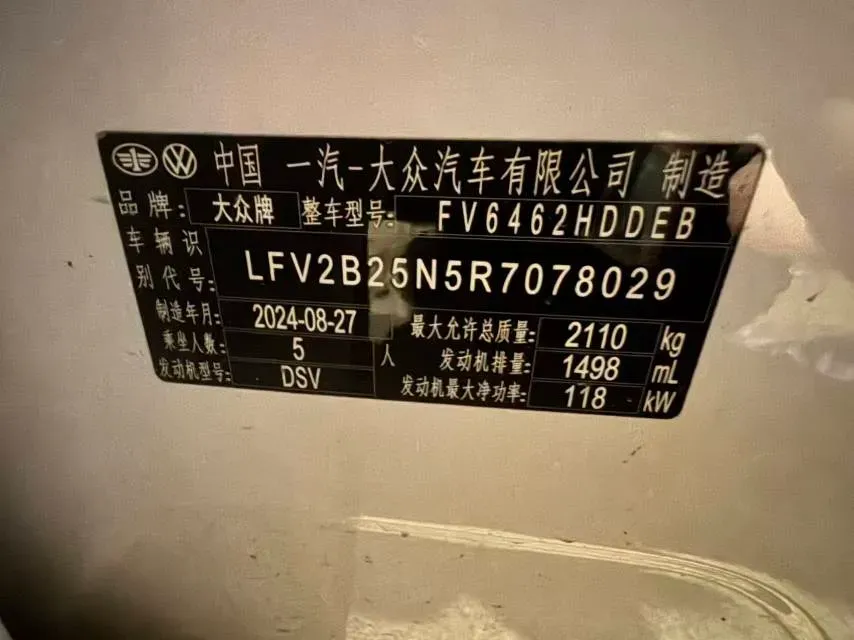 中国 一汽-大众汽车有限公司 制造
品牌: 大众牌 整车型号: FV6462HDDEB
车辆识别代号: LFV2B25N5R7078029
制造年月: 2024-08-27 最大允许总质量: 2110 kg
乘坐人数: 5 人 发动机排量: 1498 mL
发动机型号: DSV 发动机最大净功率: 118 kW